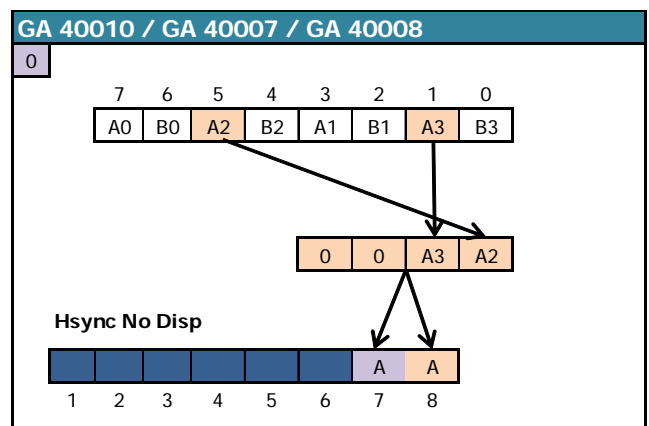 GA 40010 / GA 40007 / GA 40008
0
7 6 5 4 3 2 1 0
A0 B0 A2 B2 A1 B1 A3 B3
0 0 A3 A2
Hsync No Disp
A A
1 2 3 4 5 6 7 8